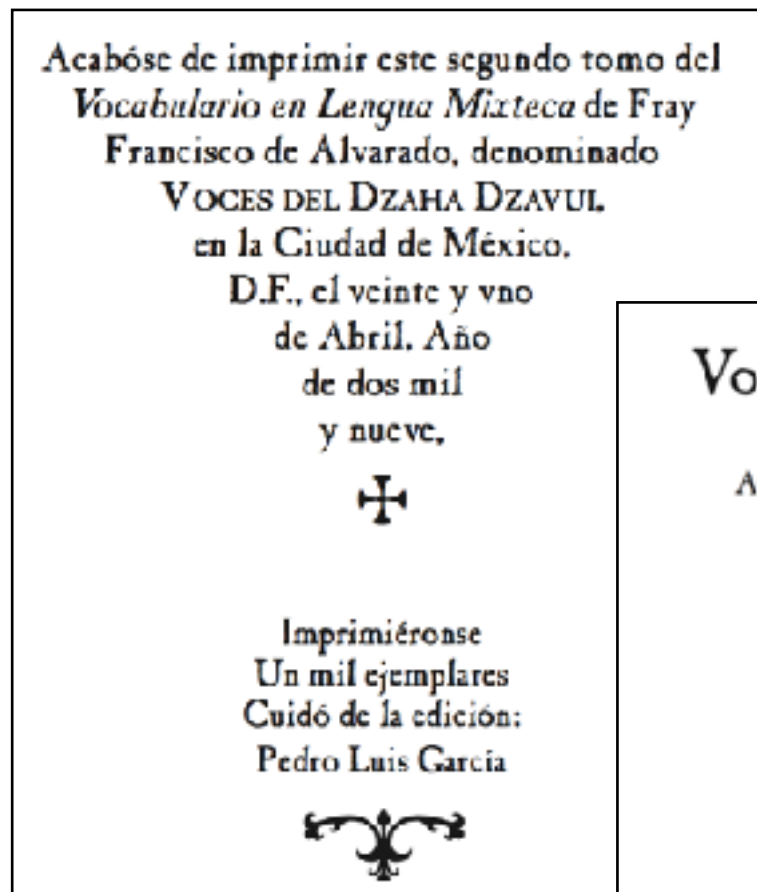 Acabóse de imprimir este segundo tomo del
Vocabulario en Lengua Mixteca de Fray
Francisco de Alvarado, denominado
VOCES DEL DZAHA DZAVUI,
en la Ciudad de México,
D.F., el veinte y vno
de Abril, Año
de dos mil
y nueve.
Imprimiéronse
Un mil ejemplares
Cuidó de la edición:
Pedro Luis García
Vo
A